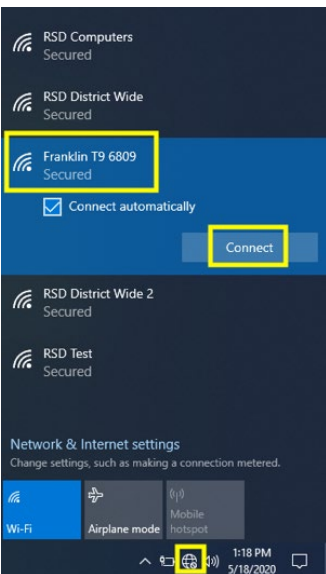 RSD Computers
Secured
RSD District Wide
Secured
Franklin T9 6809
Secured
Connect automatically
Connect
RSD District Wide 2
Secured
RSD Test
Secured
Network & Internet settings
Change settings, such as making a connection metered.
Wi-Fi
Airplane mode
Mobile
hotspot
1:18 PM
5/18/2020